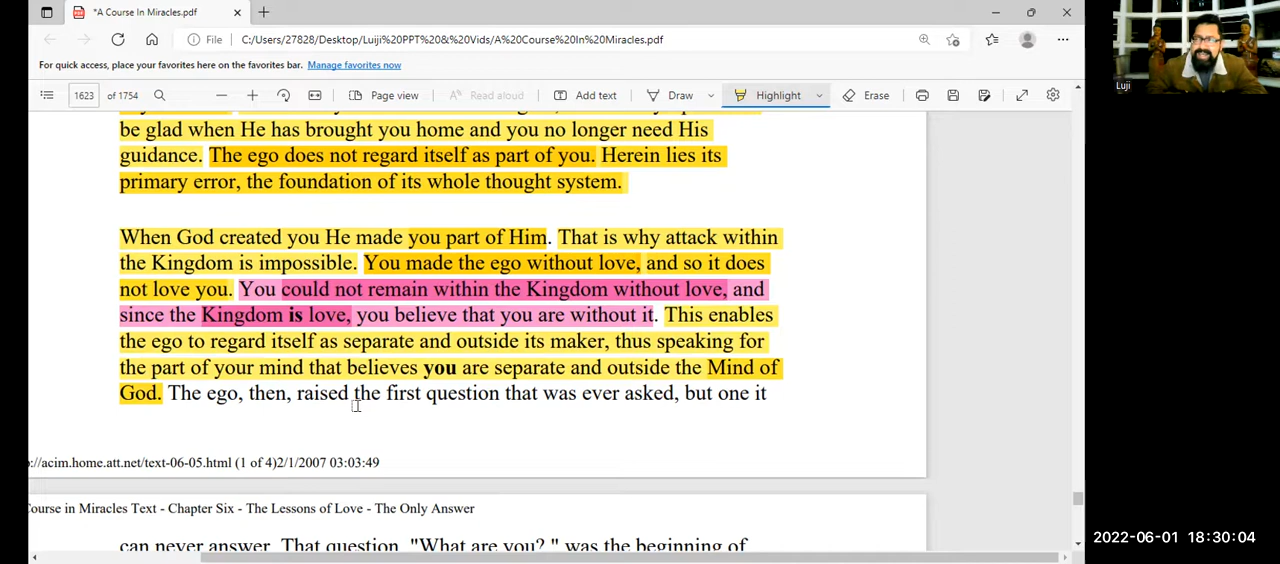 *A Course In Miracles.pdf
File C:/Users/27828/Desktop/Luiji%20PPT%20&%20Vids/A%20Course%20In%20Miracles.pdf
For quick access, place your favorites here on the favorites bar. Manage favorites now
1623 of 1754 Page view Read aloud Add text Draw Highlight Erase
be glad when He has brought you home and you no longer need His
guidance. The ego does not regard itself as part of you. Herein lies its
primary error, the foundation of its whole thought system.
When God created you He made you part of Him. That is why attack within
the Kingdom is impossible. You made the ego without love, and so it does
not love you. You could not remain within the Kingdom without love, and
since the Kingdom is love, you believe that you are without it. This enables
the ego to regard itself as separate and outside its maker, thus speaking for
the part of your mind that believes you are separate and outside the Mind of
God. The ego, then, raised the first question that was ever asked, but one it
://acim.home.att.net/text-06-05.html (1 of 4)2/1/2007 03:03:49
Course in Miracles Text - Chapter Six - The Lessons of Love - The Only Answer
can never answer. That question, "What are you?" was the beginning of
Luji
2022-06-01 18:30:04